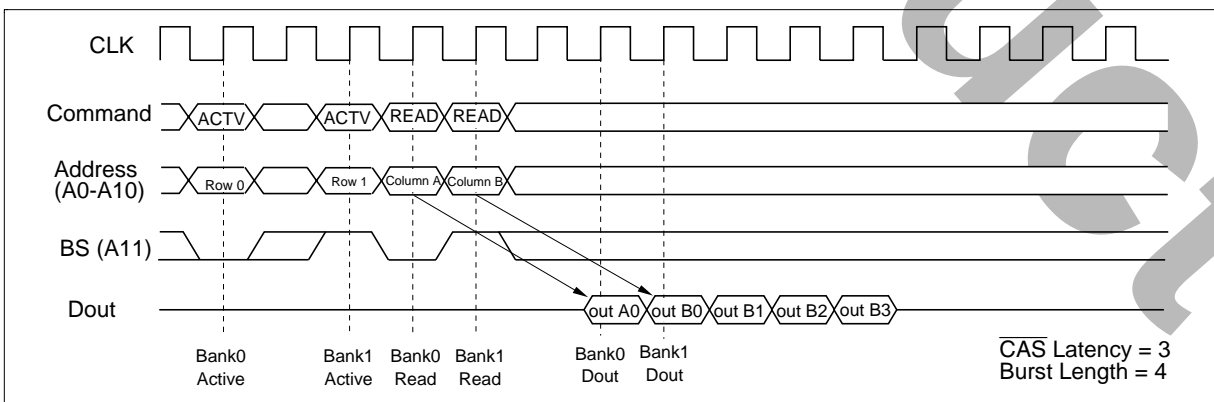 CLK
Command
ACTV
ACTV
READ
READ
Address
(A0-A10)
Row 0
Row 1
Column A
Column B
BS (A11)
Dout
out A0
out B0
out B1
out B2
out B3
Bank0
Active
Bank1
Active
Bank0
Read
Bank1
Read
Bank0
Dout
Bank1
Dout
CAS Latency = 3
Burst Length = 4